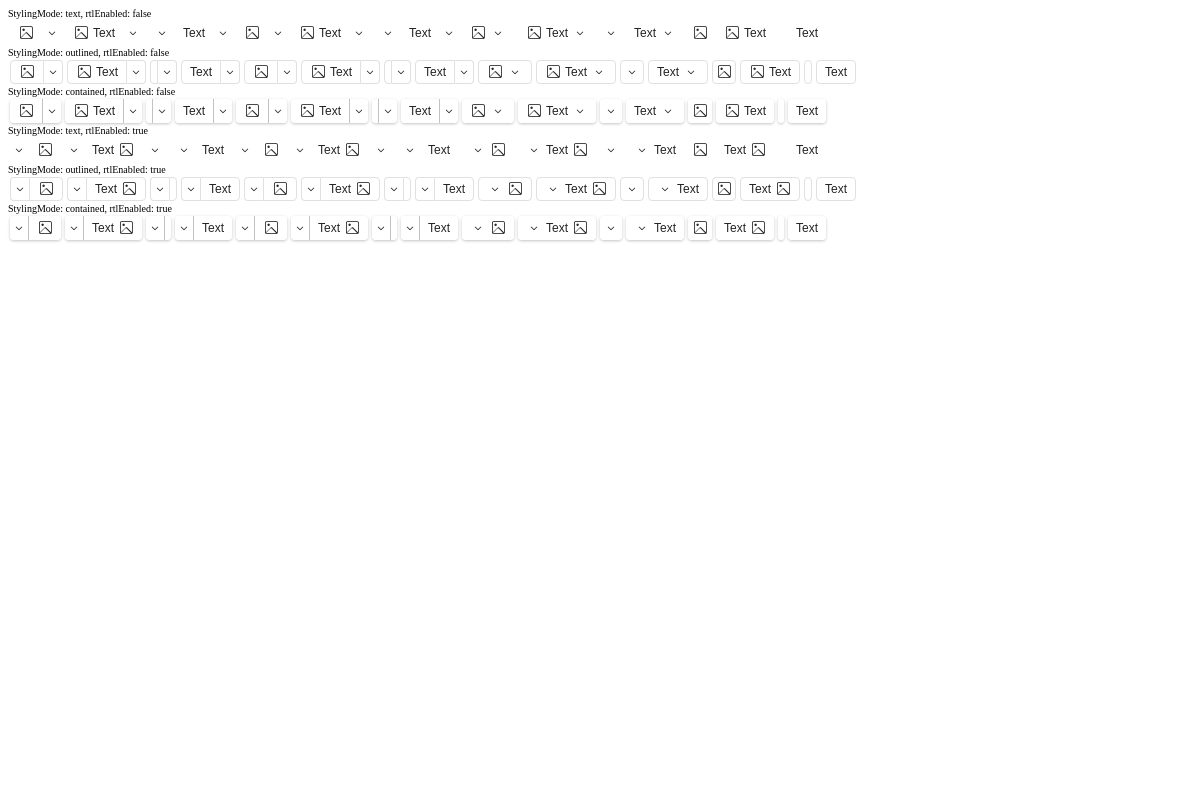 StylingMode: text, rtlEnabled: false
Text Text Text Text Text Text Text Text
StylingMode: outlined, rtlEnabled: false
Text Text Text Text Text Text Text Text
StylingMode: contained, rtlEnabled: false
Text Text Text Text Text Text Text Text
StylingMode: text, rtlEnabled: true
Text Text Text Text Text Text Text Text
StylingMode: outlined, rtlEnabled: true
Text Text Text Text Text Text Text Text
StylingMode: contained, rtlEnabled: true
Text Text Text Text Text Text Text Text